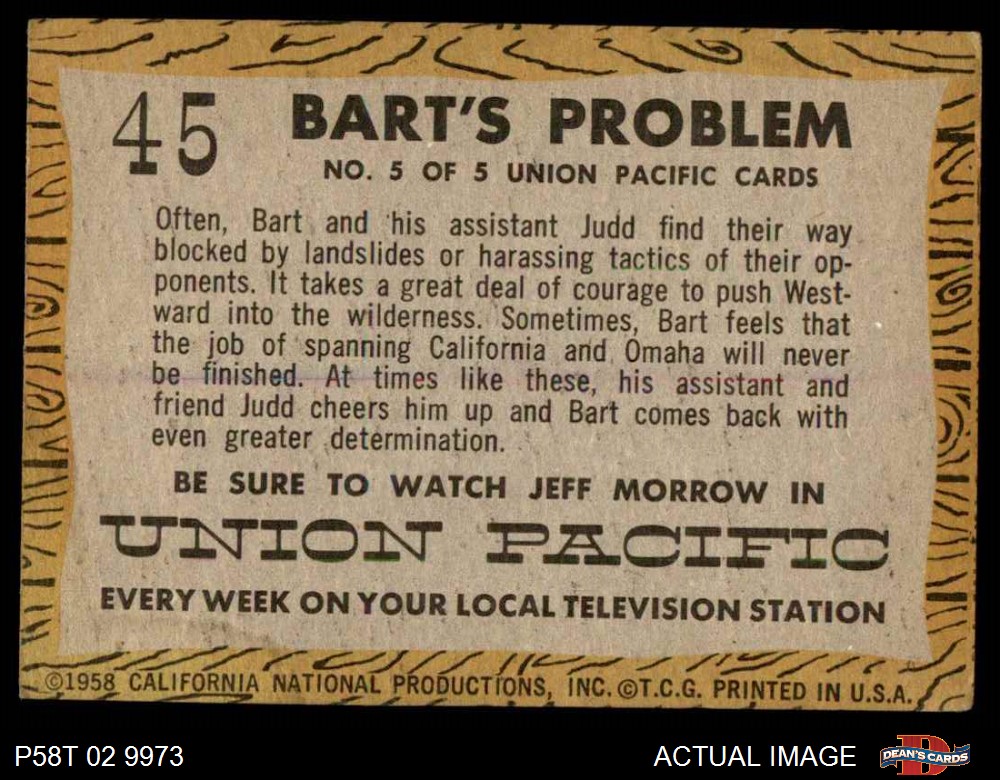 45
BART'S PROBLEM
NO. 5 OF 5 UNION PACIFIC CARDS
Often, Bart and his assistant Judd find their way
blocked by landslides or harassing tactics of their op-
ponents. It takes a great deal of courage to push West-
ward into the wilderness. Sometimes, Bart feels that
the job of spanning California and Omaha will never
be finished. At times like these, his assistant and
friend Judd cheers him up and Bart comes back with
even greater determination.
BE SURE TO WATCH JEFF MORROW IN
UNION PACIFIC
EVERY WEEK ON YOUR LOCAL TELEVISION STATION
©1958 CALIFORNIA NATIONAL PRODUCTIONS, INC. ©T.C.G. PRINTED IN U.S.A.
P58T 02 9973
ACTUAL IMAGE
DEAN'S CARDS